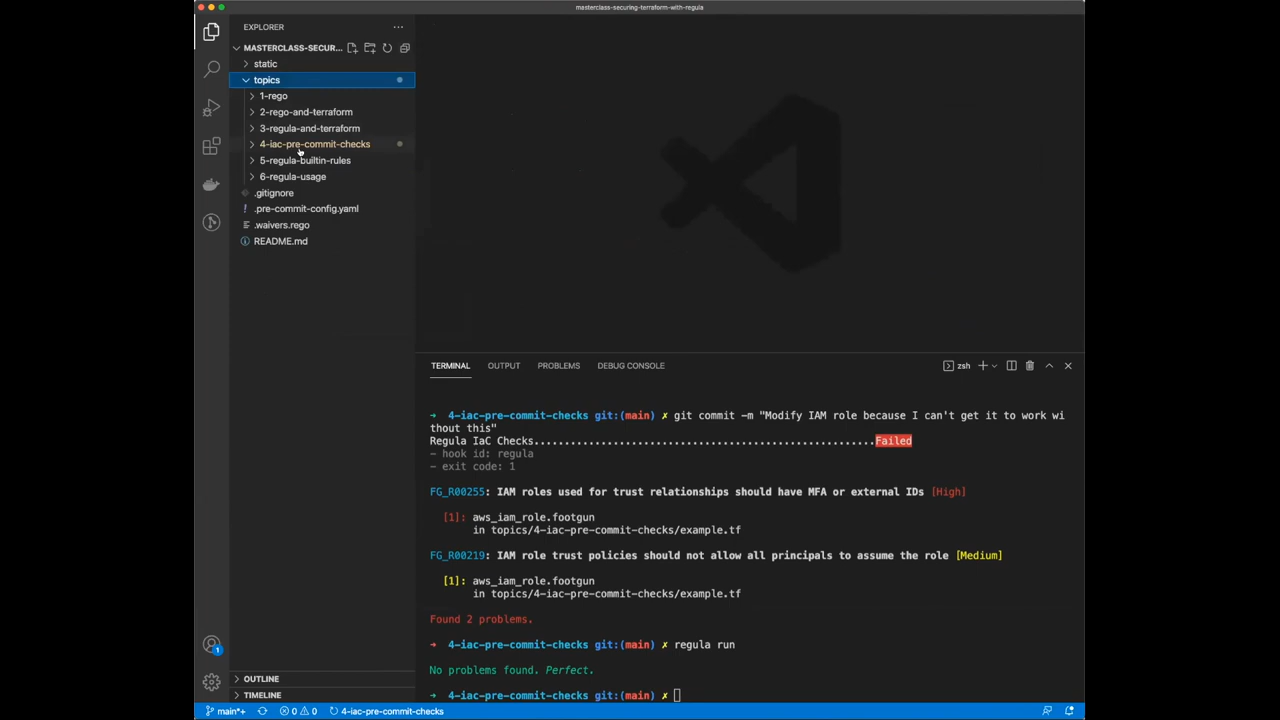 masterclass-securing-terraform-with-regula
EXPLORER
MASTERCLASS-SECUR...
static
topics
1-rego
2-rego-and-terraform
3-regula-and-terraform
4-iac-pre-commit-checks
5-regula-builtin-rules
6-regula-usage
.gitignore
.pre-commit-config.yaml
.waivers.rego
README.md
TERMINAL OUTPUT PROBLEMS DEBUG CONSOLE zsh
→ 4-iac-pre-commit-checks git:(main) ✗ git commit -m "Modify IAM role because I can't get it to work wi
thout this"
Regula IaC Checks........................................................Failed
- hook id: regula
- exit code: 1
FG_R00255: IAM roles used for trust relationships should have MFA or external IDs [High]
[1]: aws_iam_role.footgun
in topics/4-iac-pre-commit-checks/example.tf
FG_R00219: IAM role trust policies should not allow all principals to assume the role [Medium]
[1]: aws_iam_role.footgun
in topics/4-iac-pre-commit-checks/example.tf
Found 2 problems.
→ 4-iac-pre-commit-checks git:(main) ✗ regula run
No problems found. Perfect.
→ 4-iac-pre-commit-checks git:(main) ✗
1
OUTLINE
TIMELINE
main*+ 0 0 4-iac-pre-commit-checks